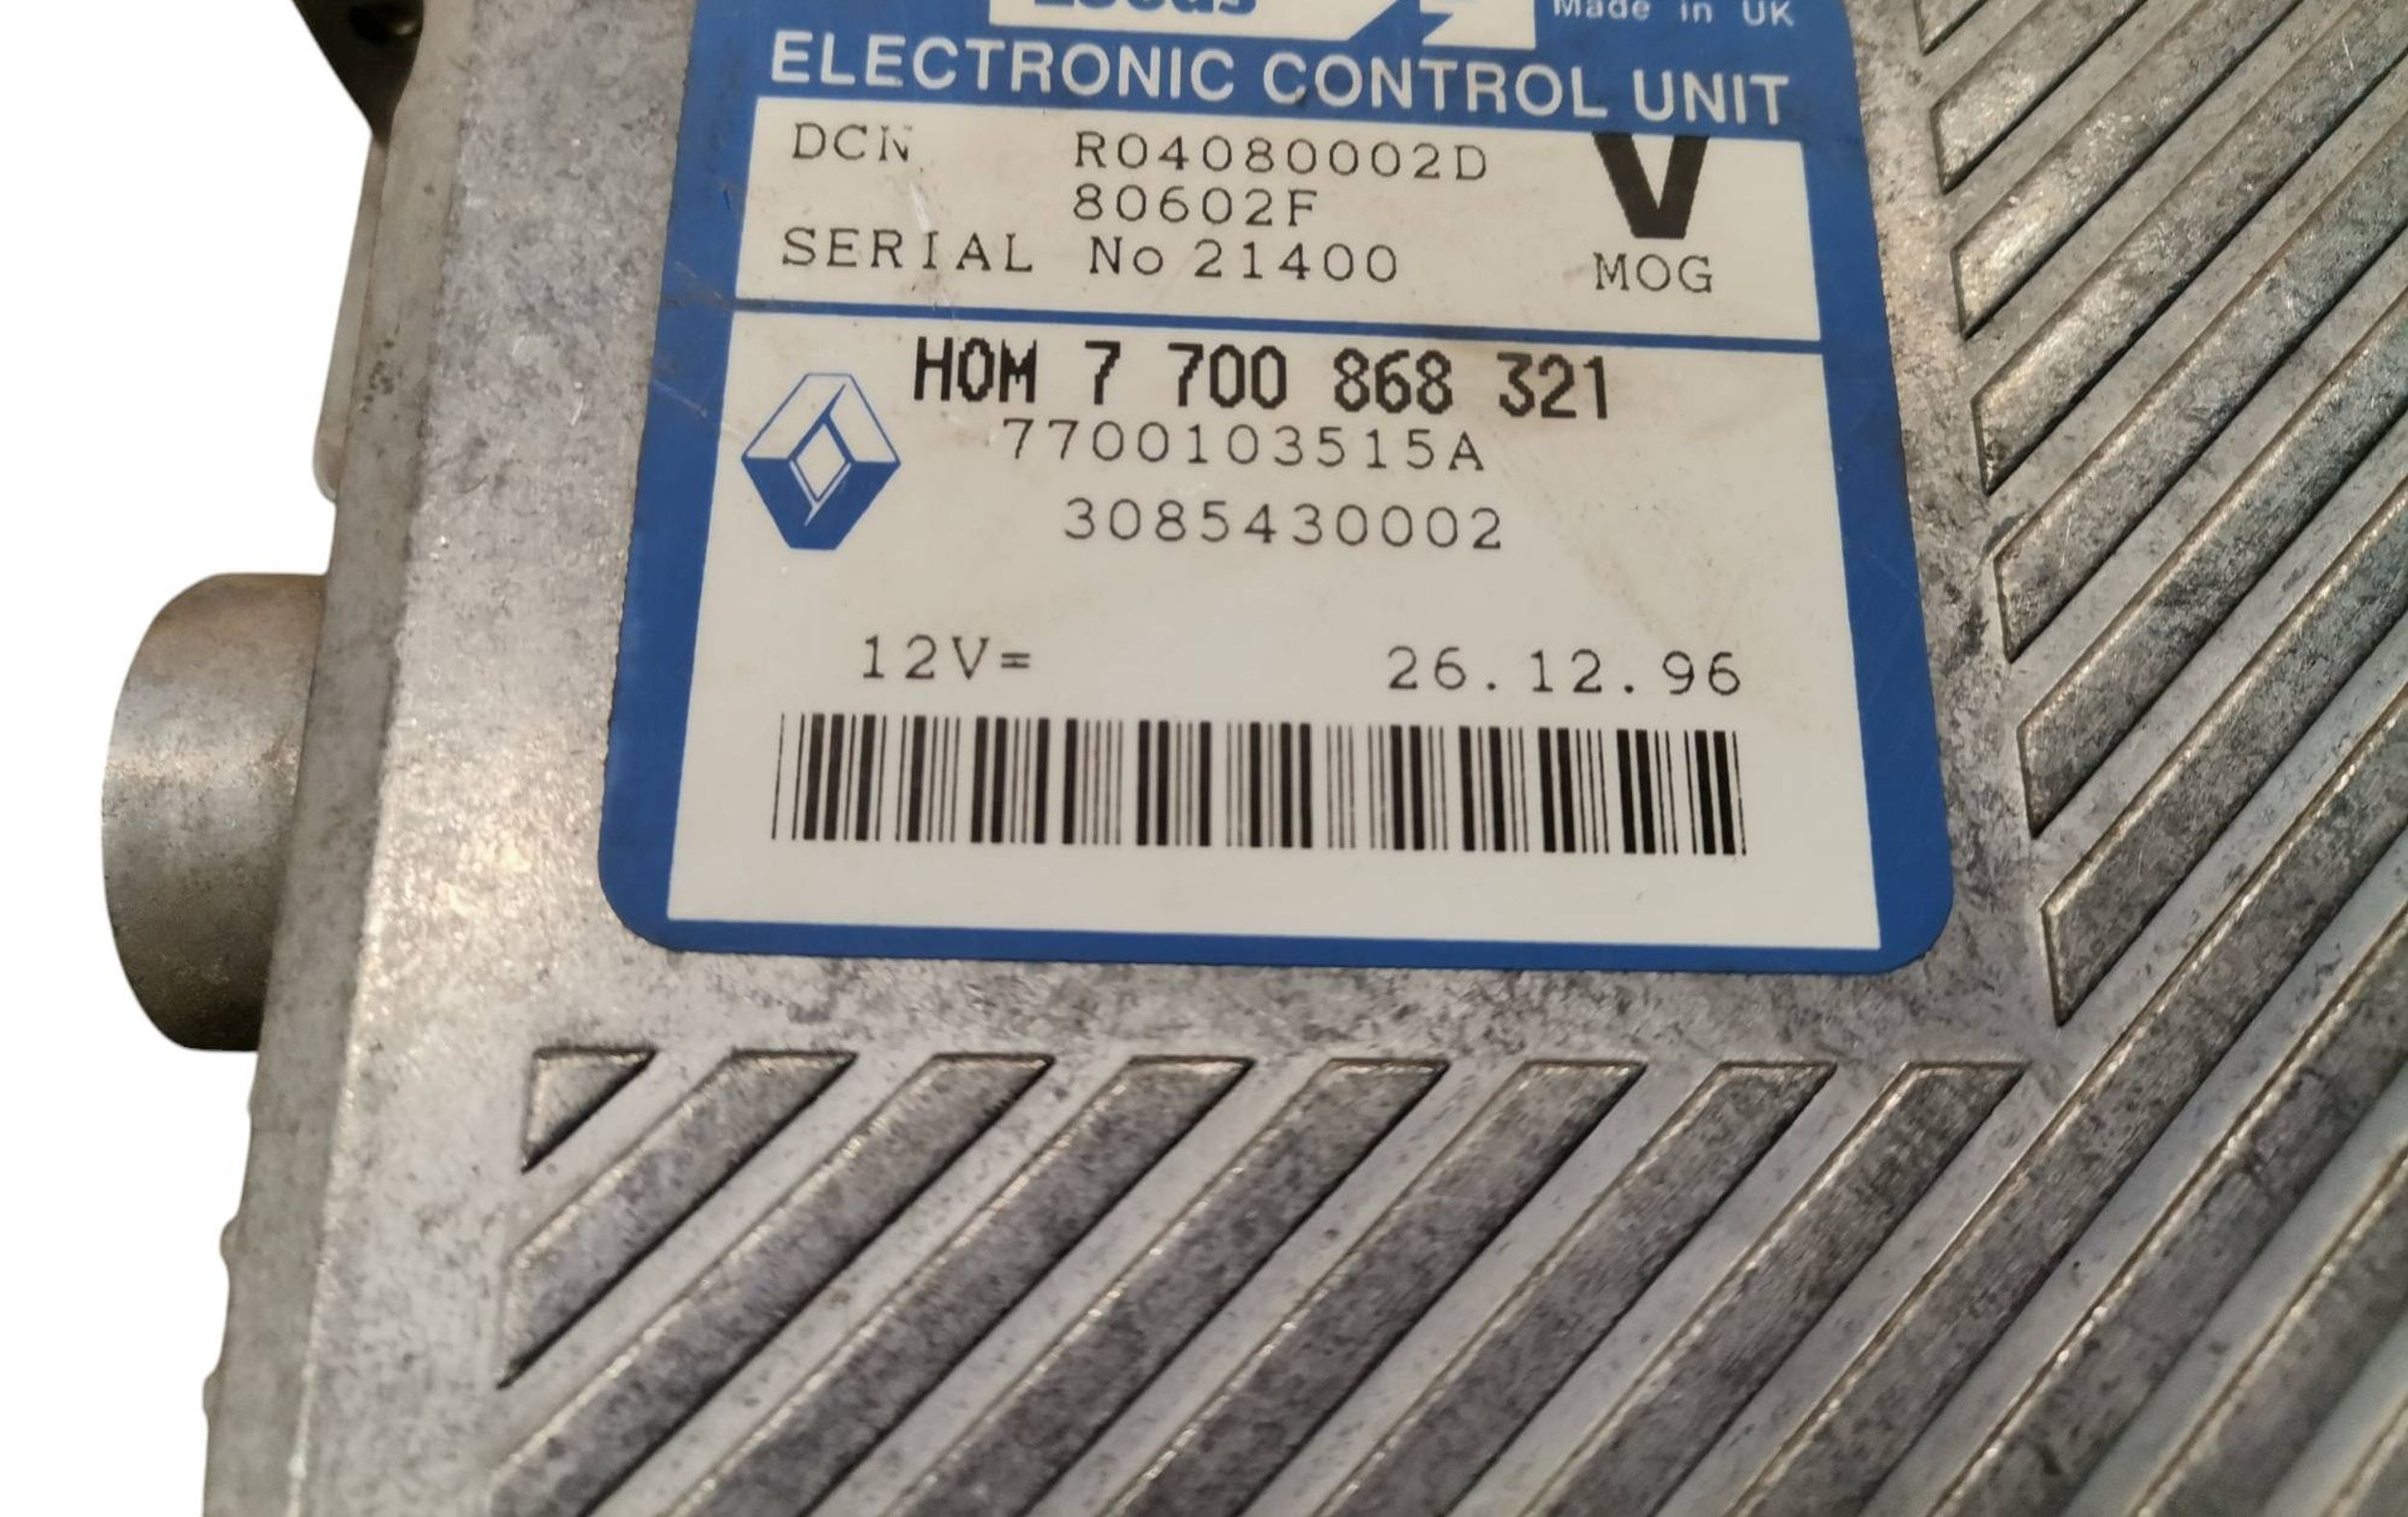 Lucas
Made in UK
ELECTRONIC CONTROL UNIT
DCN R04080002D V
80602F
SERIAL No 21400 MOG
HOM 7 700 868 321
7700103515A
3085430002
12V= 26.12.96